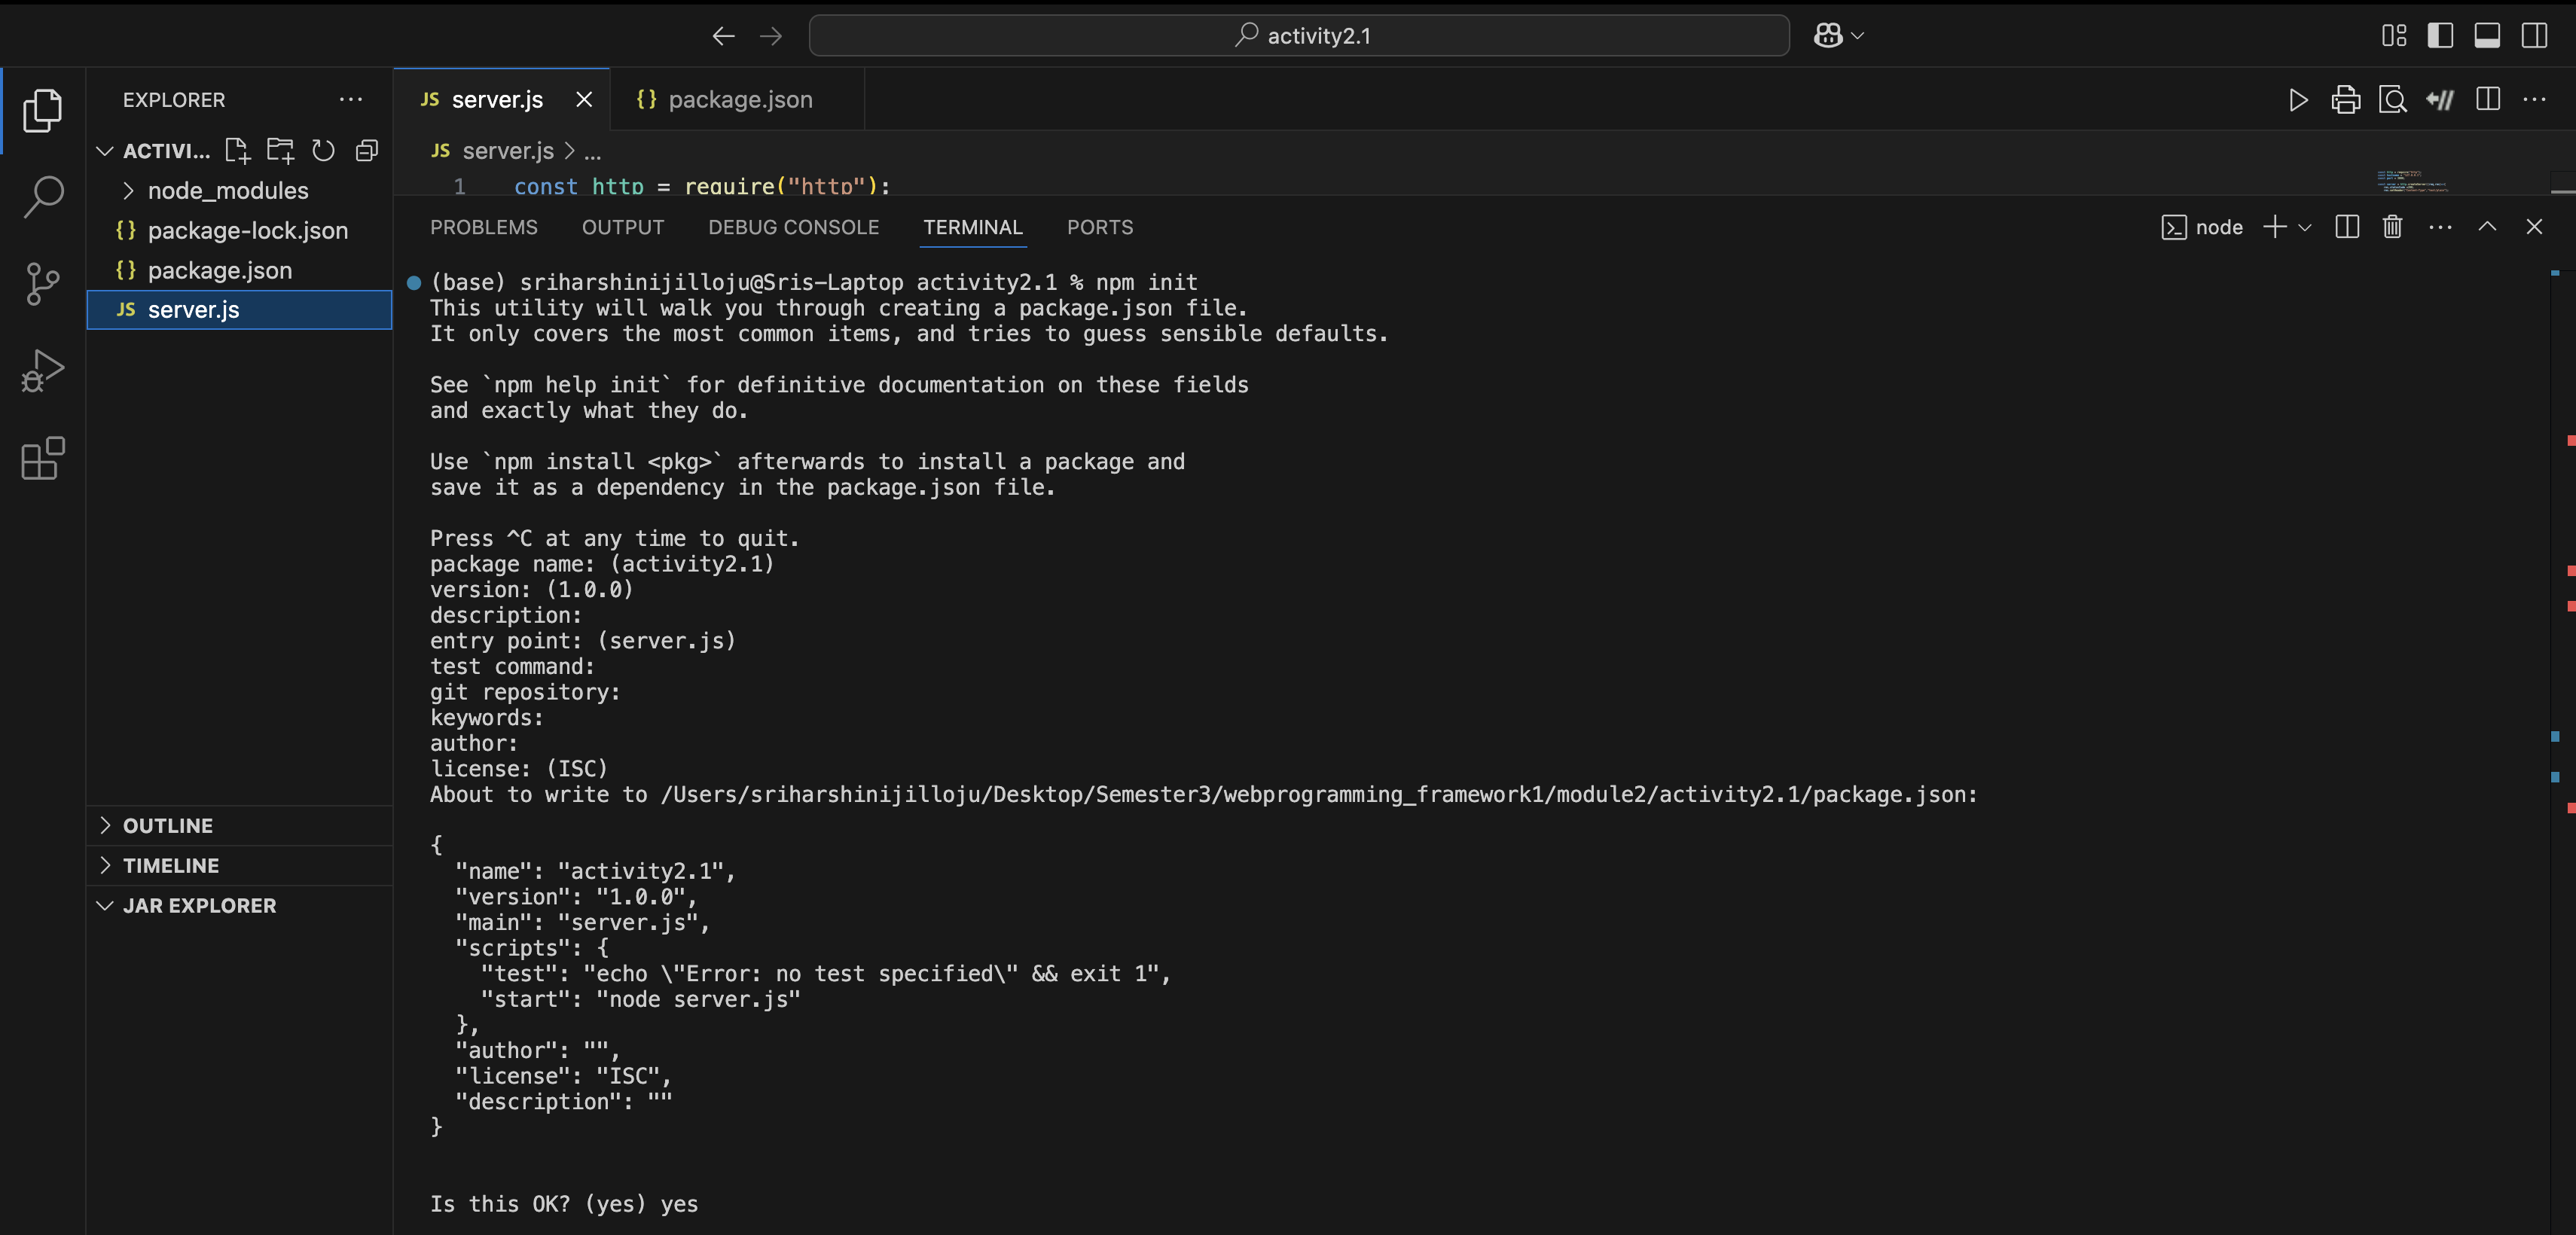 activity2.1
EXPLORER
JS server.js
{} package.json
ACTIVI...
JS server.js > ...
node_modules
1 const http = require("http");
{} package-lock.json
{} package.json
JS server.js
PROBLEMS OUTPUT DEBUG CONSOLE TERMINAL PORTS
node
(base) sriharshinijilloju@Sris-Laptop activity2.1 % npm init
This utility will walk you through creating a package.json file.
It only covers the most common items, and tries to guess sensible defaults.
See `npm help init` for definitive documentation on these fields
and exactly what they do.
Use `npm install <pkg>` afterwards to install a package and
save it as a dependency in the package.json file.
Press ^C at any time to quit.
package name: (activity2.1)
version: (1.0.0)
description:
entry point: (server.js)
test command:
git repository:
keywords:
author:
license: (ISC)
About to write to /Users/sriharshinijilloju/Desktop/Semester3/webprogramming_framework1/module2/activity2.1/package.json:
{
  "name": "activity2.1",
  "version": "1.0.0",
  "main": "server.js",
  "scripts": {
    "test": "echo \"Error: no test specified\" && exit 1",
    "start": "node server.js"
  },
  "author": "",
  "license": "ISC",
  "description": ""
}
Is this OK? (yes) yes
OUTLINE
TIMELINE
JAR EXPLORER